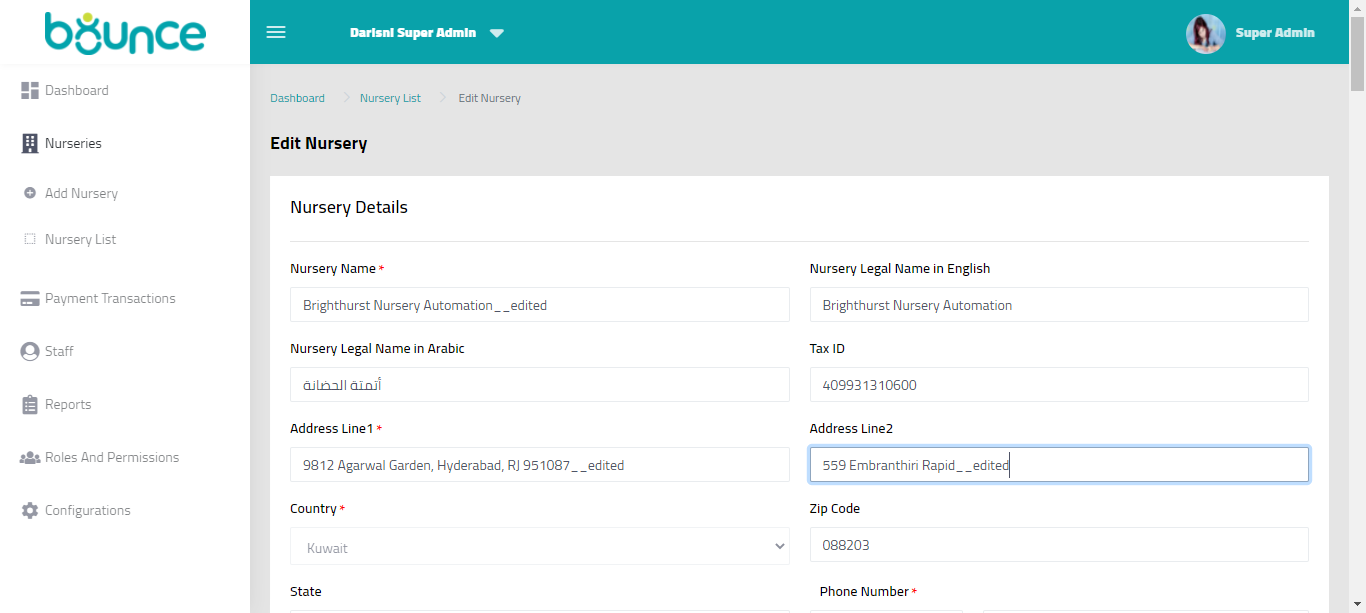 bounce
Darisni Super Admin
Super Admin
Dashboard
Nurseries
Add Nursery
Nursery List
Payment Transactions
Staff
Reports
Roles And Permissions
Configurations
Dashboard Nursery List Edit Nursery
Edit Nursery
Nursery Details
Nursery Name *
Nursery Legal Name in English
Brighthurst Nursery Automation__edited
Brighthurst Nursery Automation
Nursery Legal Name in Arabic
Tax ID
أتمتة الحضانة
409931310600
Address Line1 *
Address Line2
9812 Agarwal Garden, Hyderabad, RJ 951087__edited
559 Embranthiri Rapid__edited
Country *
Zip Code
Kuwait
088203
State
Phone Number *